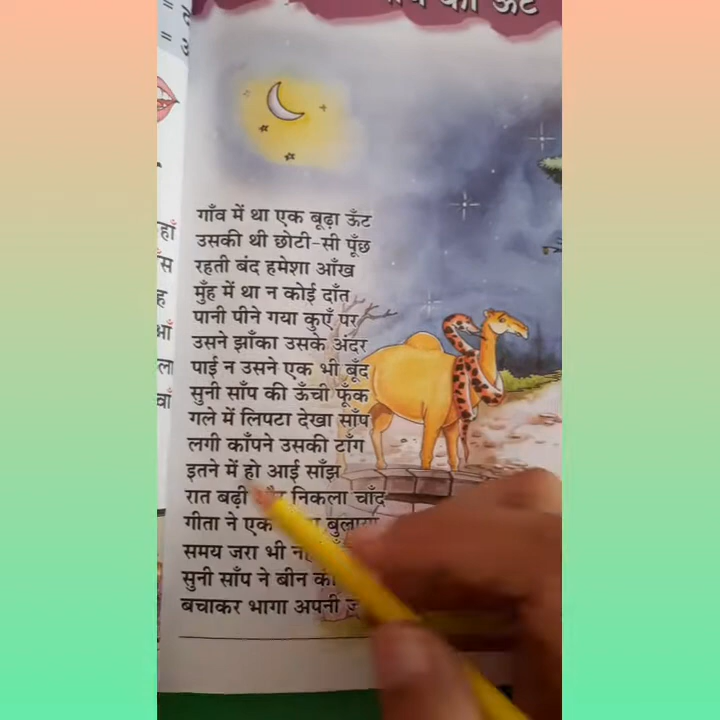 का ऊँट
गाँव में था एक बूढ़ा ऊँट
उसकी थी छोटी-सी पूँछ
रहती बंद हमेशा आँख
मुँह में था न कोई दाँत
पानी पीने गया कुएँ पर
उसने झाँका उसके अंदर
पाई न उसने एक भी बूँद
सुनी साँप की ऊँची फूँक
गले में लिपटा देखा साँप
लगी काँपने उसकी टाँग
इतने में हो आई साँझ
रात बढ़ी निकला चाँद
गीता ने एक बुलाया
समय जरा भी
सुनी साँप ने बीन
बचाकर भागा अपनी